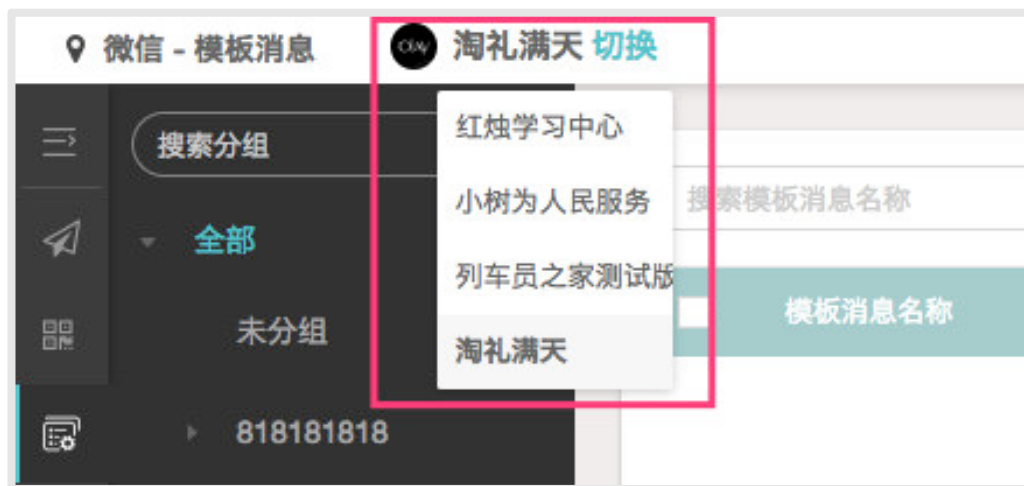 微信 - 模板消息
OLAY 淘礼满天 切换
搜索分组
红烛学习中心
小树为人民服务
搜索模板消息名称
全部
列车员之家测试版
模板消息名称
未分组
淘礼满天
818181818